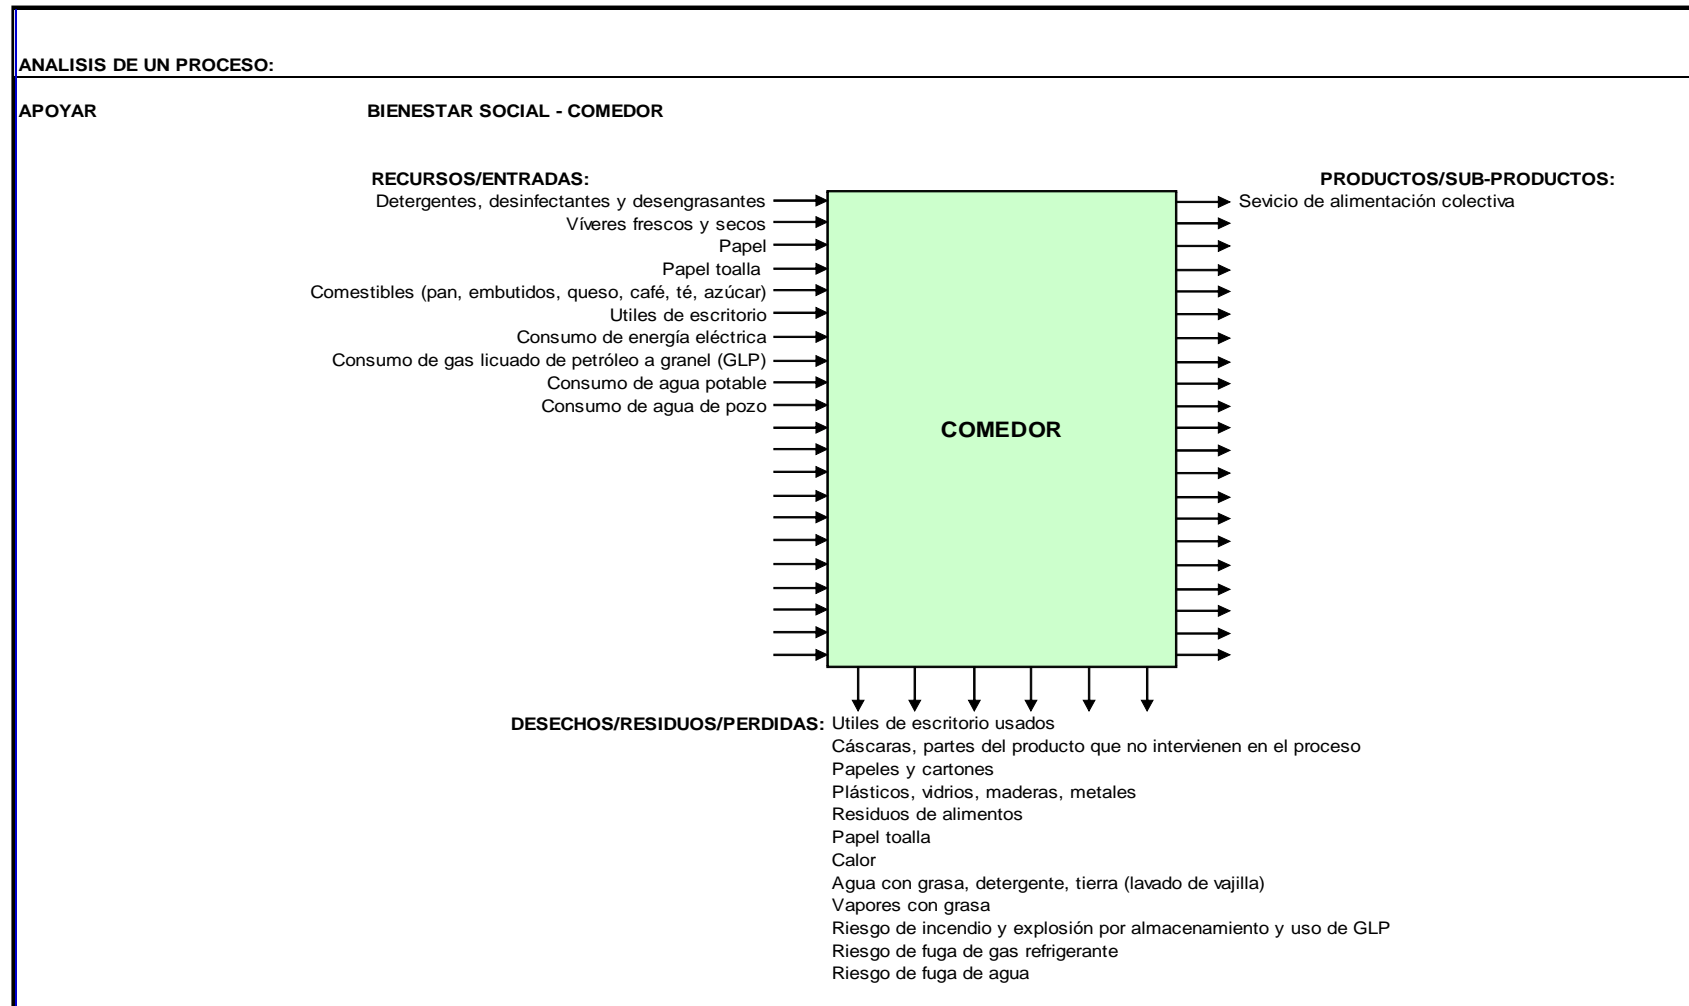 ANALISIS DE UN PROCESO:
APOYAR BIENESTAR SOCIAL - COMEDOR
RECURSOS/ENTRADAS:
Detergentes, desinfectantes y desengrasantes
Víveres frescos y secos
Papel
Papel toalla
Comestibles (pan, embutidos, queso, café, té, azúcar)
Utiles de escritorio
Consumo de energía eléctrica
Consumo de gas licuado de petróleo a granel (GLP)
Consumo de agua potable
Consumo de agua de pozo
COMEDOR
PRODUCTOS/SUB-PRODUCTOS:
Sevicio de alimentación colectiva
DESECHOS/RESIDUOS/PERDIDAS: Utiles de escritorio usados
Cáscaras, partes del producto que no intervienen en el proceso
Papeles y cartones
Plásticos, vidrios, maderas, metales
Residuos de alimentos
Papel toalla
Calor
Agua con grasa, detergente, tierra (lavado de vajilla)
Vapores con grasa
Riesgo de incendio y explosión por almacenamiento y uso de GLP
Riesgo de fuga de gas refrigerante
Riesgo de fuga de agua